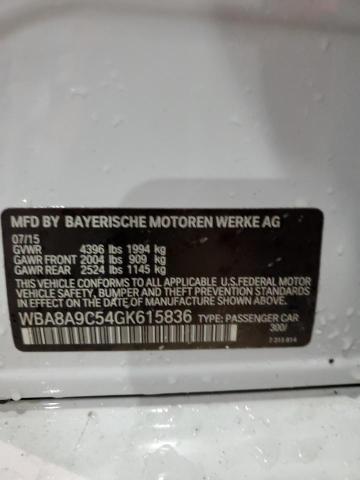 MFD BY BAYERISCHE MOTOREN WERKE AG
07/15
GVWR 4396 lbs 1994 kg
GAWR FRONT 2004 lbs 909 kg
GAWR REAR 2524 lbs 1145 kg
THIS VEHICLE CONFORMS TO ALL APPLICABLE
U.S.FEDERAL MOTOR
VEHICLE SAFETY, BUMPER AND THEFT
PREVENTION STANDARDS IN EFFECT
ON THE DATE OF MANUFACTURE SHOWN ABOVE.
WBA8A9C54GK615836 TYPE: PASSENGER CAR
300/